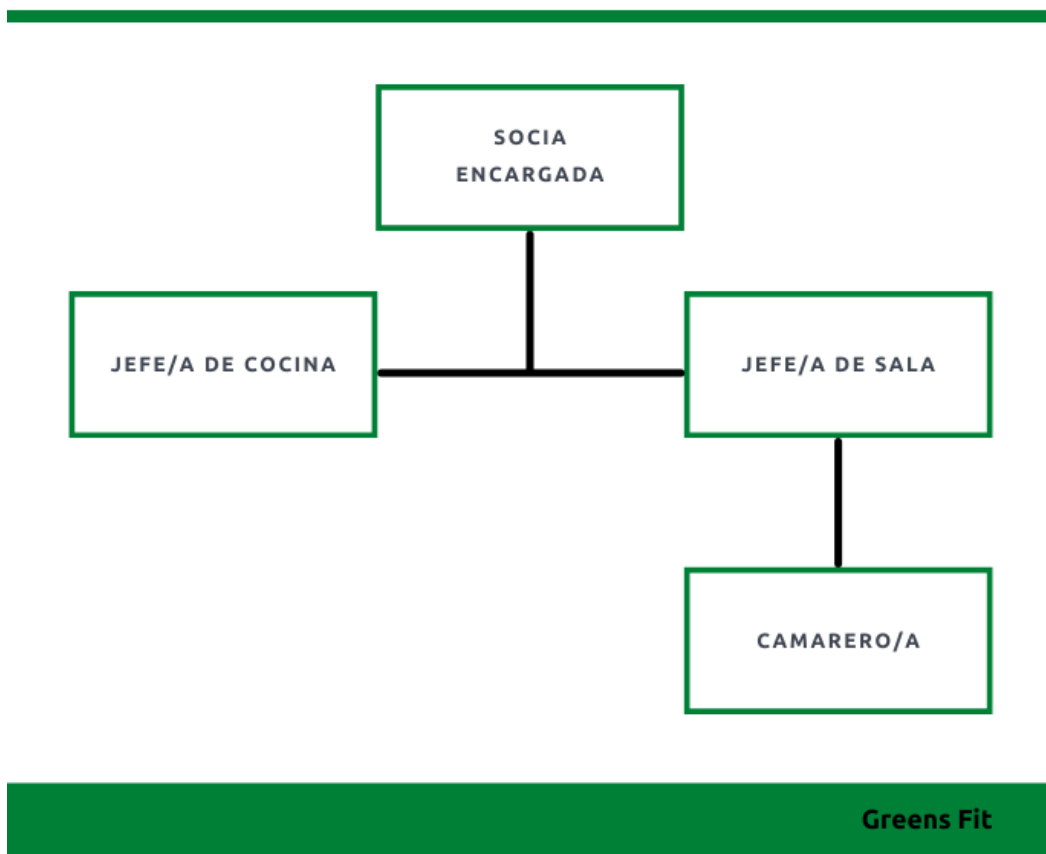 SOCIA
ENCARGADA
JEFE/A DE COCINA
JEFE/A DE SALA
CAMARERO/A
Greens Fit